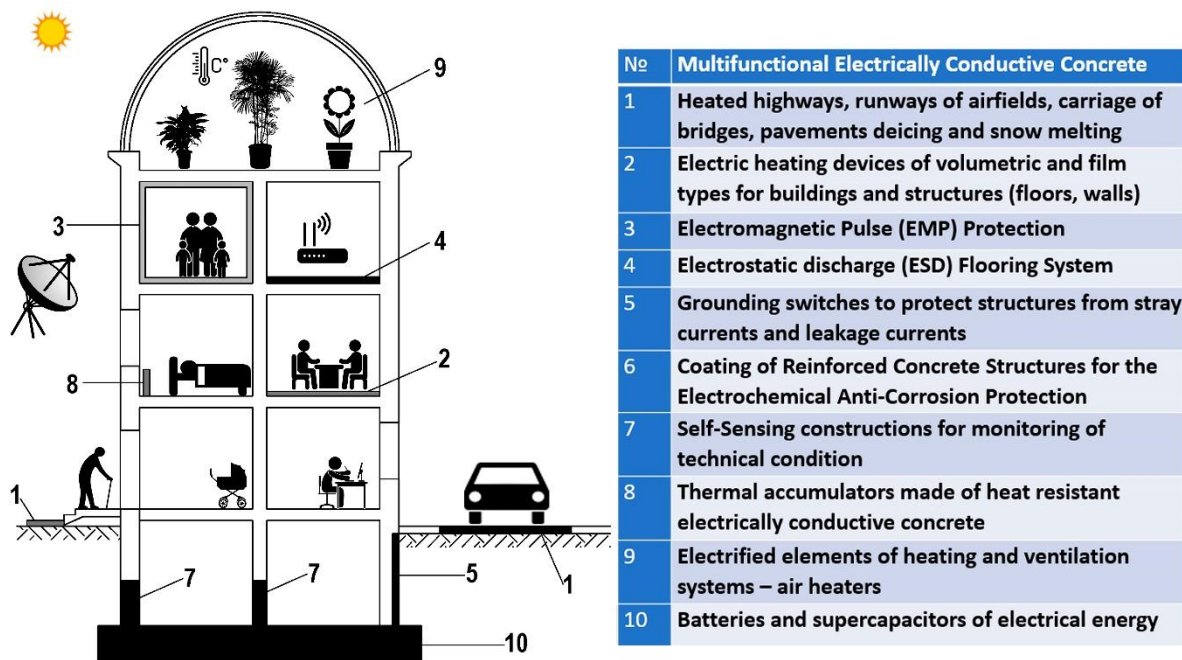 C°
9
3
4
8
2
1
7
7
5
1
10
№ Multifunctional Electrically Conductive Concrete
1 Heated highways, runways of airfields, carriage of
bridges, pavements deicing and snow melting
2 Electric heating devices of volumetric and film
types for buildings and structures (floors, walls)
3 Electromagnetic Pulse (EMP) Protection
4 Electrostatic discharge (ESD) Flooring System
5 Grounding switches to protect structures from stray
currents and leakage currents
6 Coating of Reinforced Concrete Structures for the
Electrochemical Anti-Corrosion Protection
7 Self-Sensing constructions for monitoring of
technical condition
8 Thermal accumulators made of heat resistant
electrically conductive concrete
9 Electrified elements of heating and ventilation
systems – air heaters
10 Batteries and supercapacitors of electrical energy